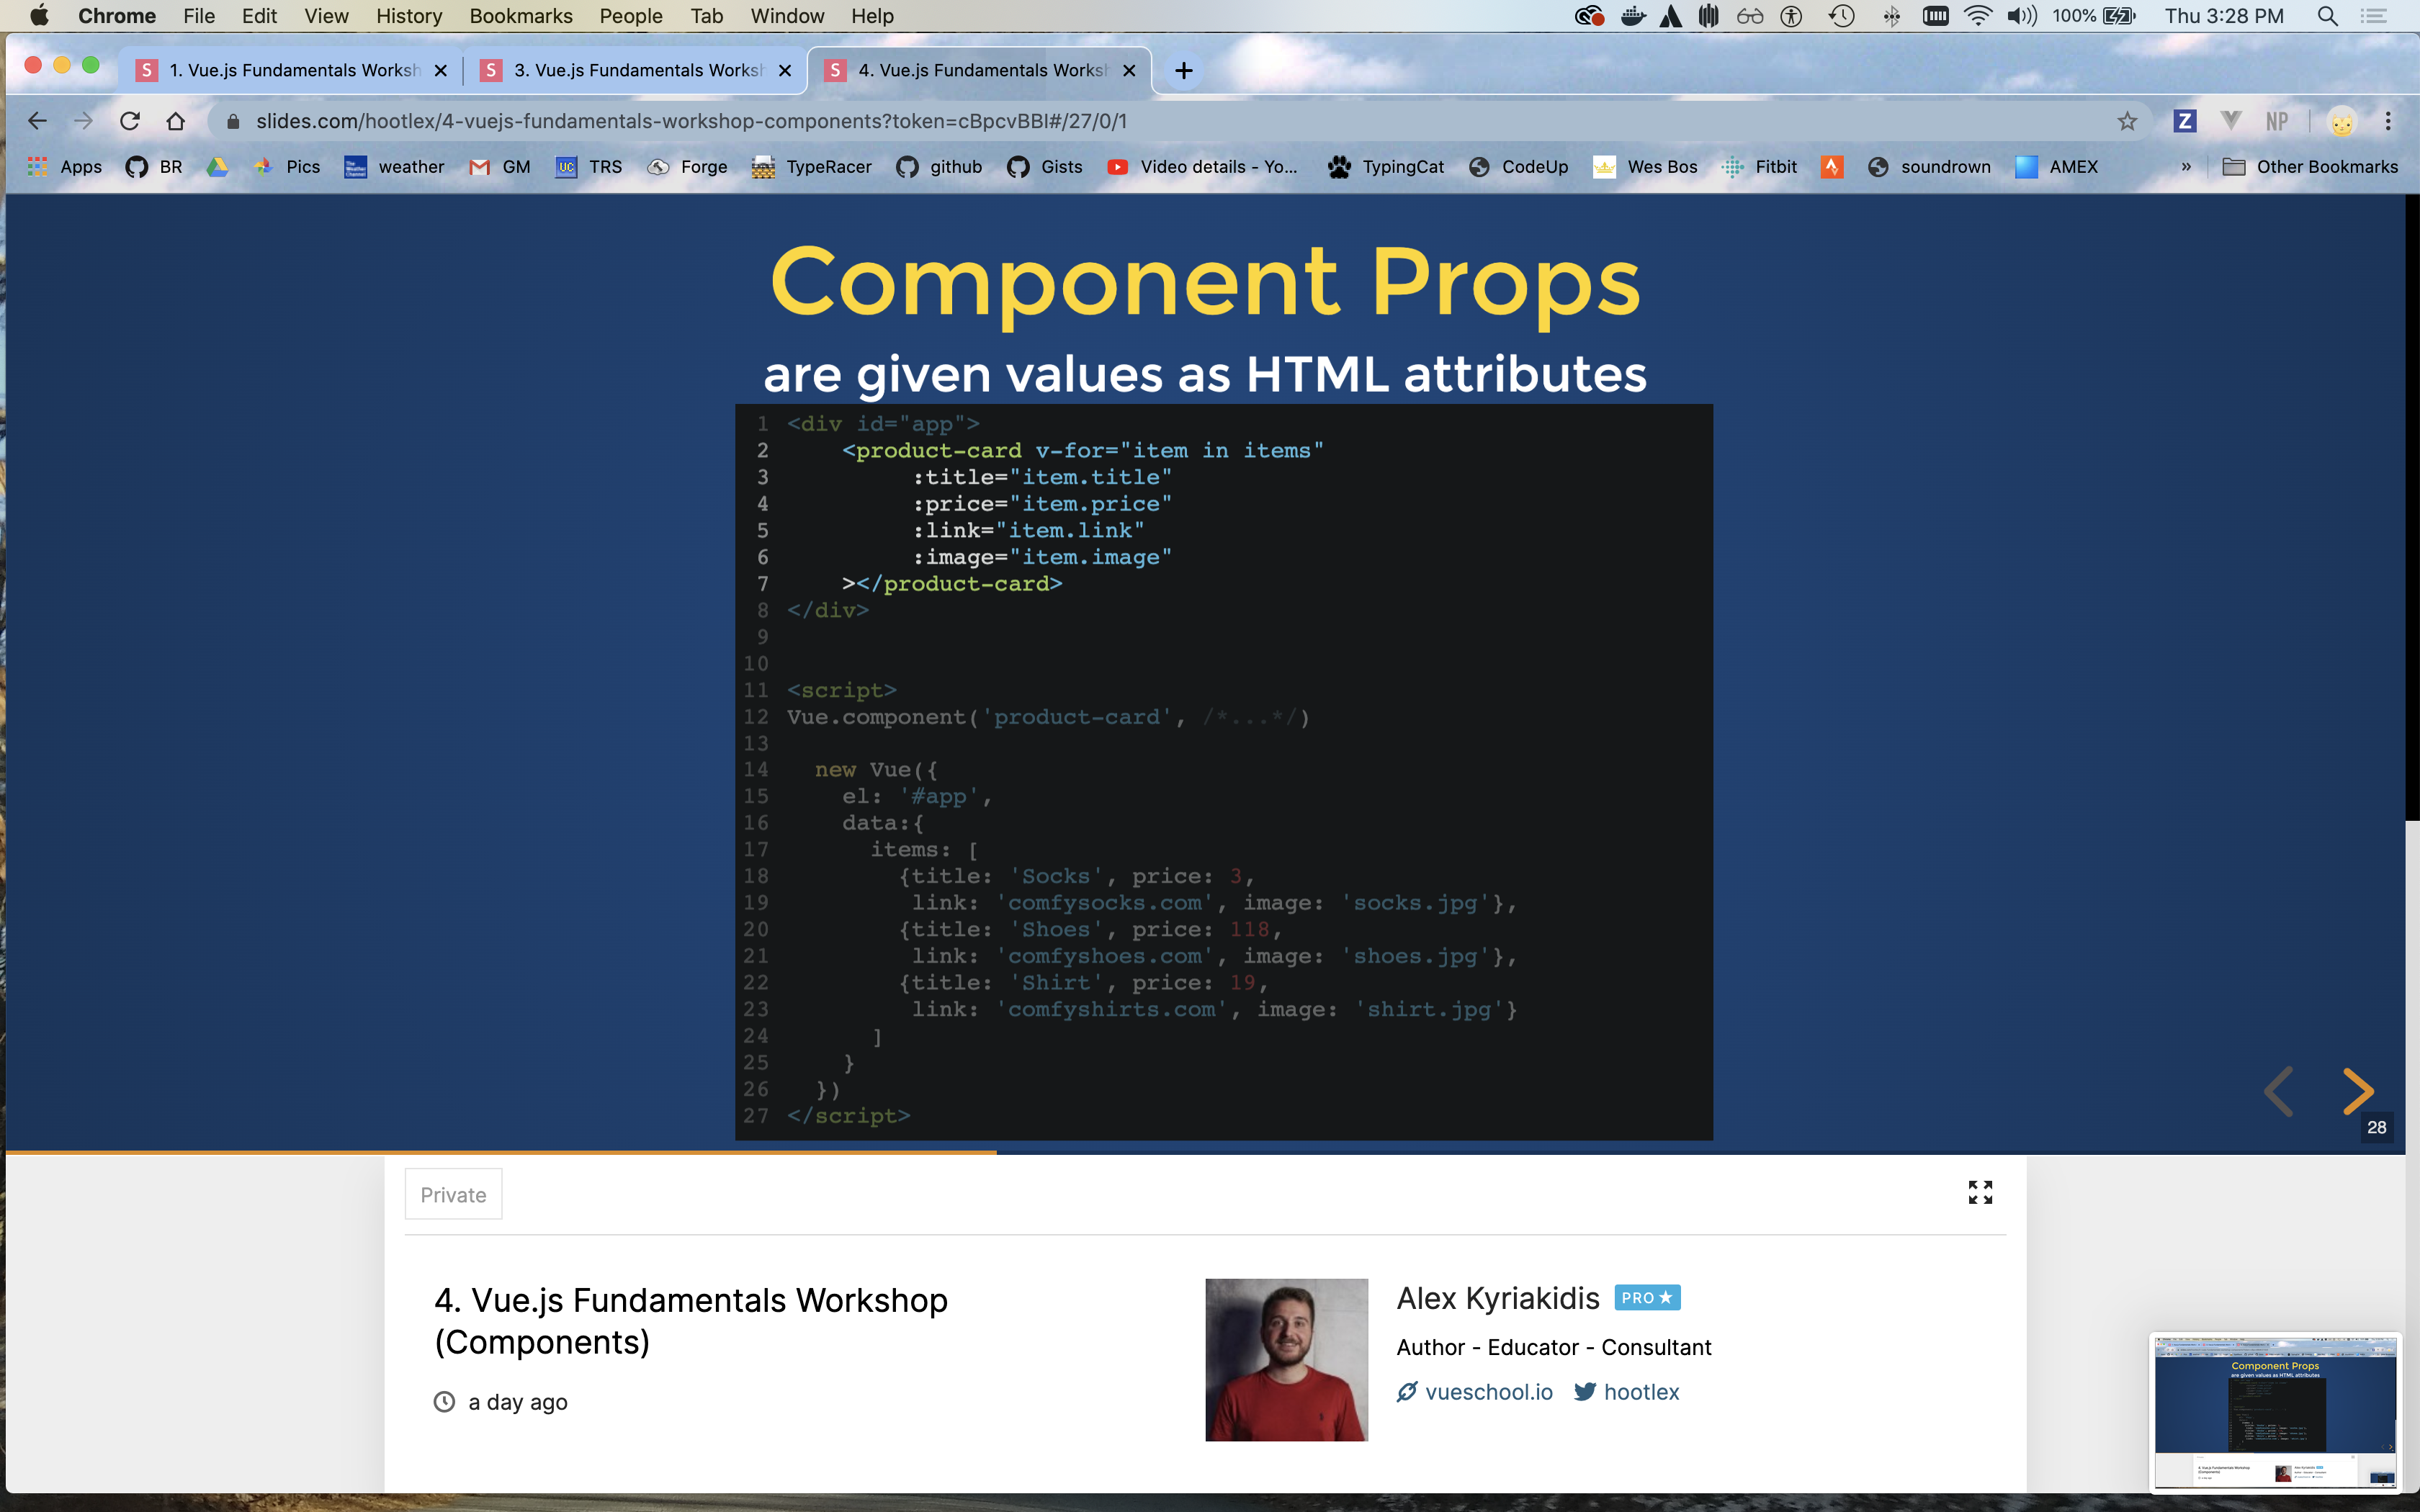 Chrome File Edit View History Bookmarks People Tab Window Help 100% Thu 3:28 PM
S 1. Vue.js Fundamentals Worksh S 3. Vue.js Fundamentals Worksh S 4. Vue.js Fundamentals Worksh
slides.com/hootlex/4-vuejs-fundamentals-workshop-components?token=cBpcvBBI#/27/0/1 Z NP
Apps BR Pics weather GM UC TRS Forge TypeRacer github Gists Video details - Yo... TypingCat CodeUp Wes Bos Fitbit soundrown AMEX » Other Bookmarks
Component Props
are given values as HTML attributes
1 <div id="app">
2 <product-card v-for="item in items"
3 :title="item.title"
4 :price="item.price"
5 :link="item.link"
6 :image="item.image"
7 ></product-card>
8 </div>
9
10
11 <script>
12 Vue.component('product-card', /*...*/)
13
14 new Vue({
15 el: '#app',
16 data:{
17 items: [
18 {title: 'Socks', price: 3,
19 link: 'comfysocks.com', image: 'socks.jpg'},
20 {title: 'Shoes', price: 118,
21 link: 'comfyshoes.com', image: 'shoes.jpg'},
22 {title: 'Shirt', price: 19,
23 link: 'comfyshirts.com', image: 'shirt.jpg'}
24 ]
25 }
26 })
27 </script>
28
Private
4. Vue.js Fundamentals Workshop
(Components)
a day ago
Alex Kyriakidis PRO
Author - Educator - Consultant
vueschool.io hootlex
Component Props
are given values as HTML attributes